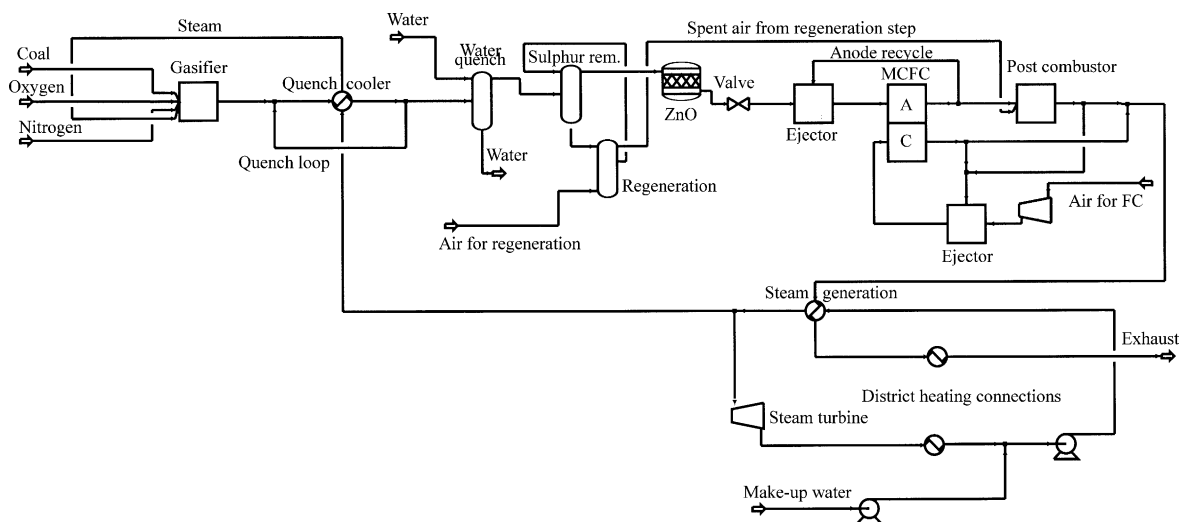 Steam
Coal
Oxygen
Nitrogen
Gasifier
Quench cooler
Quench loop
Water
Water
quench
Water
Sulphur rem.
Regeneration
Air for regeneration
Spent air from regeneration step
ZnO
Valve
Anode recycle
MCFC
A
C
Ejector
Post combustor
Air for FC
Ejector
Steam generation
Exhaust
District heating connections
Steam turbine
Make-up water